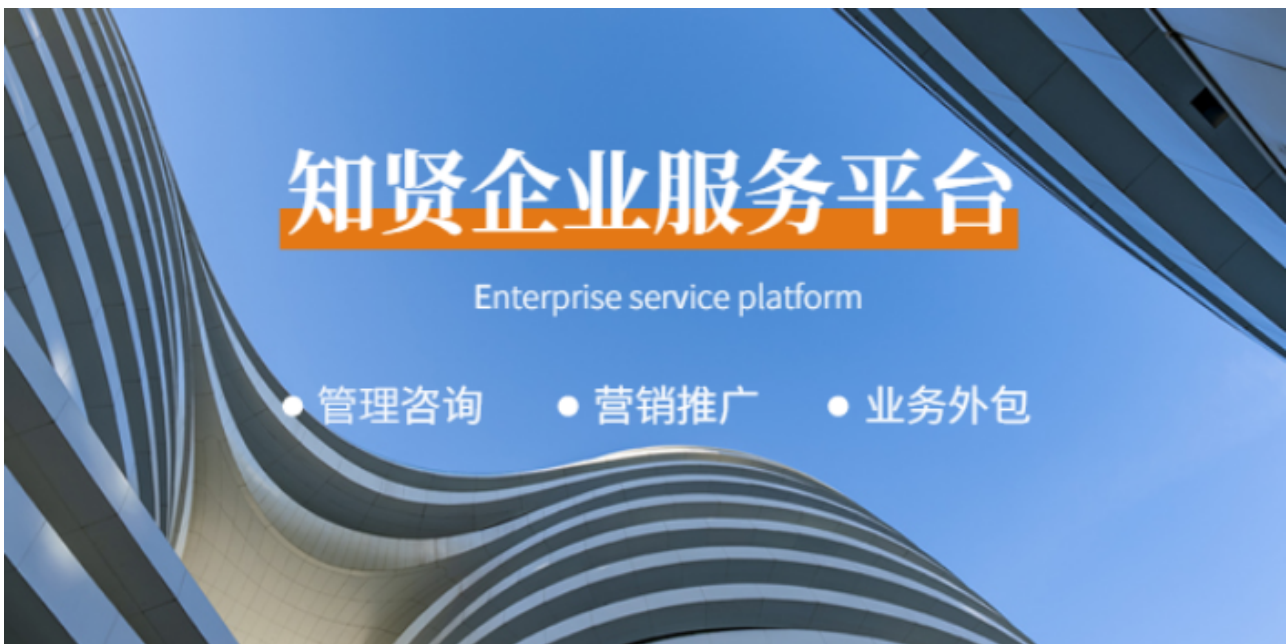 知贤企业服务平台
Enterprise service platform
● 管理咨询 ● 营销推广 ● 业务外包